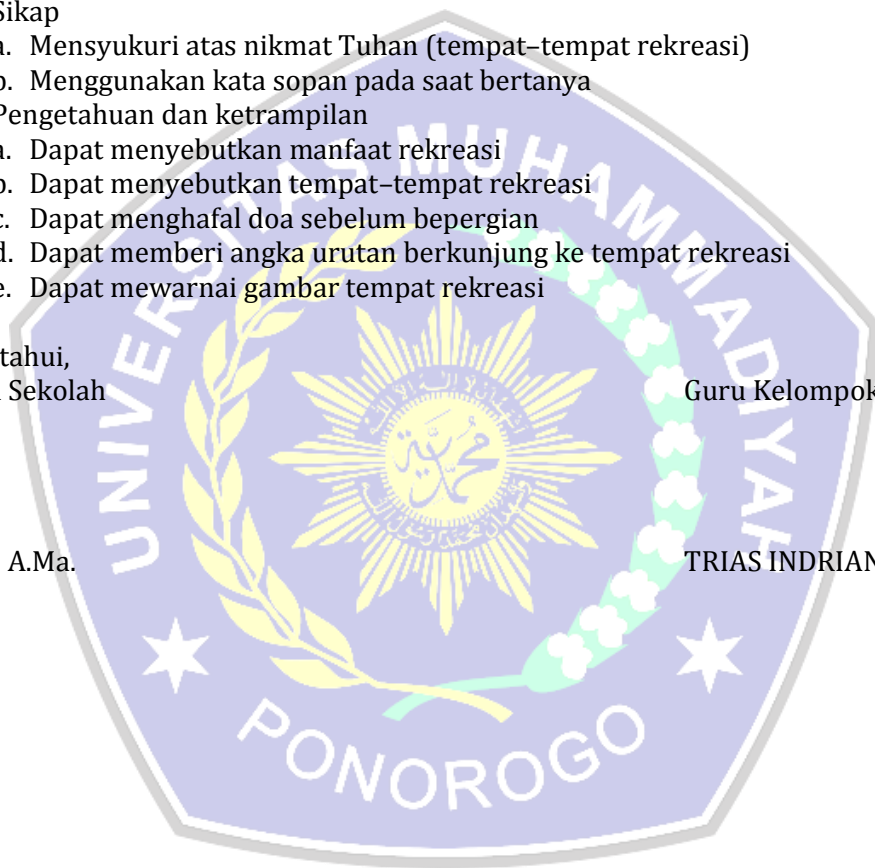 Sikap
a. Mensyukuri atas nikmat Tuhan (tempat–tempat rekreasi)
b. Menggunakan kata sopan pada saat bertanya
Pengetahuan dan ketrampilan
a. Dapat menyebutkan manfaat rekreasi
b. Dapat menyebutkan tempat–tempat rekreasi
c. Dapat menghafal doa sebelum bepergian
d. Dapat memberi angka urutan berkunjung ke tempat rekreasi
e. Dapat mewarnai gambar tempat rekreasi
tahui,
Sekolah
Guru Kelompok
A.Ma.
TRIAS INDRIAN
UNIVERSITAS MUHAMMADIYAH
PONOROGO
محمدية